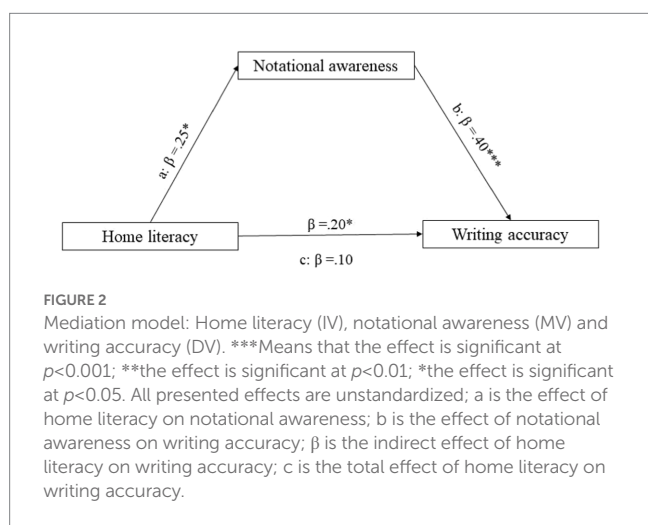 Notational awareness
a: β =.25*
b: β =.40***
Home literacy
β =.20*
Writing accuracy
c: β =.10
FIGURE 2
Mediation model: Home literacy (IV), notational awareness (MV) and
writing accuracy (DV). ***Means that the effect is significant at
p<0.001; **the effect is significant at p<0.01; *the effect is significant
at p<0.05. All presented effects are unstandardized; a is the effect of
home literacy on notational awareness; b is the effect of notational
awareness on writing accuracy; β is the indirect effect of home
literacy on writing accuracy; c is the total effect of home literacy on
writing accuracy.